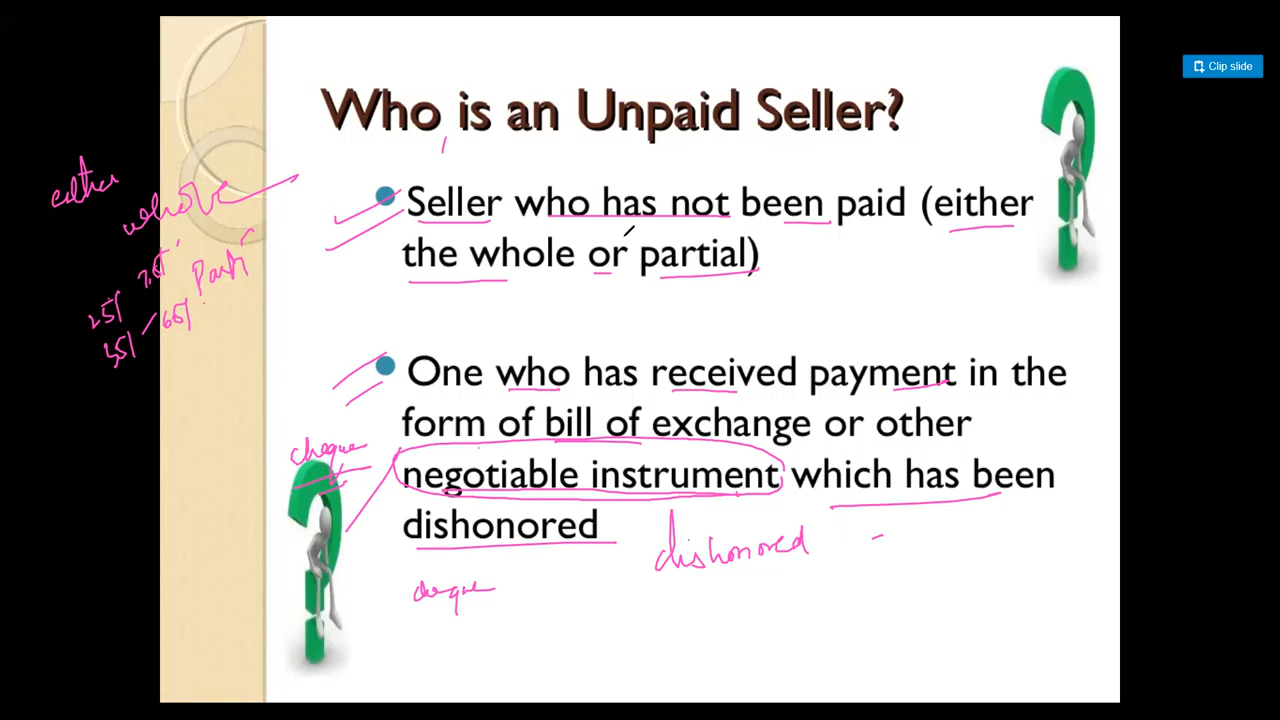 Clip slide
Who is an Unpaid Seller?
either
whole
Seller who has not been paid (either
the whole or partial)
25%
35%
One who has received payment in the
form of bill of exchange or other
cheque
negotiable instrument which has been
dishonored
dishonored
cheque